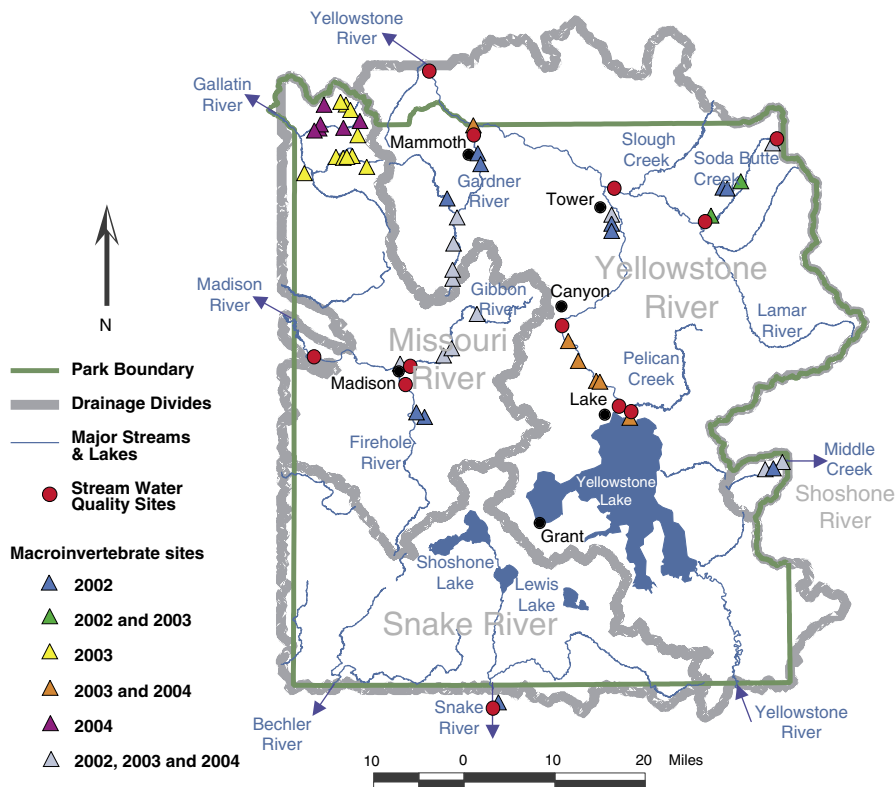 Yellowstone
River
Gallatin
River
Mammoth
Slough
Creek
Soda Butte
Creek
Gardner
River
Tower
Yellowstone
River
Madison
River
Gibbon
River
Canyon
Lamar
River
N
Missouri
River
Pelican
Creek
Madison
Lake
Park Boundary
Drainage Divides
Major Streams
& Lakes
Stream Water
Quality Sites
Firehole
River
Middle
Creek
Yellowstone
Lake
Shoshone
River
Grant
Macroinvertebrate sites
2002
2002 and 2003
2003
2003 and 2004
2004
2002, 2003 and 2004
Shoshone
Lake
Lewis
Lake
Snake River
Bechler
River
Snake
River
Yellowstone
River
10 0 10 20 Miles